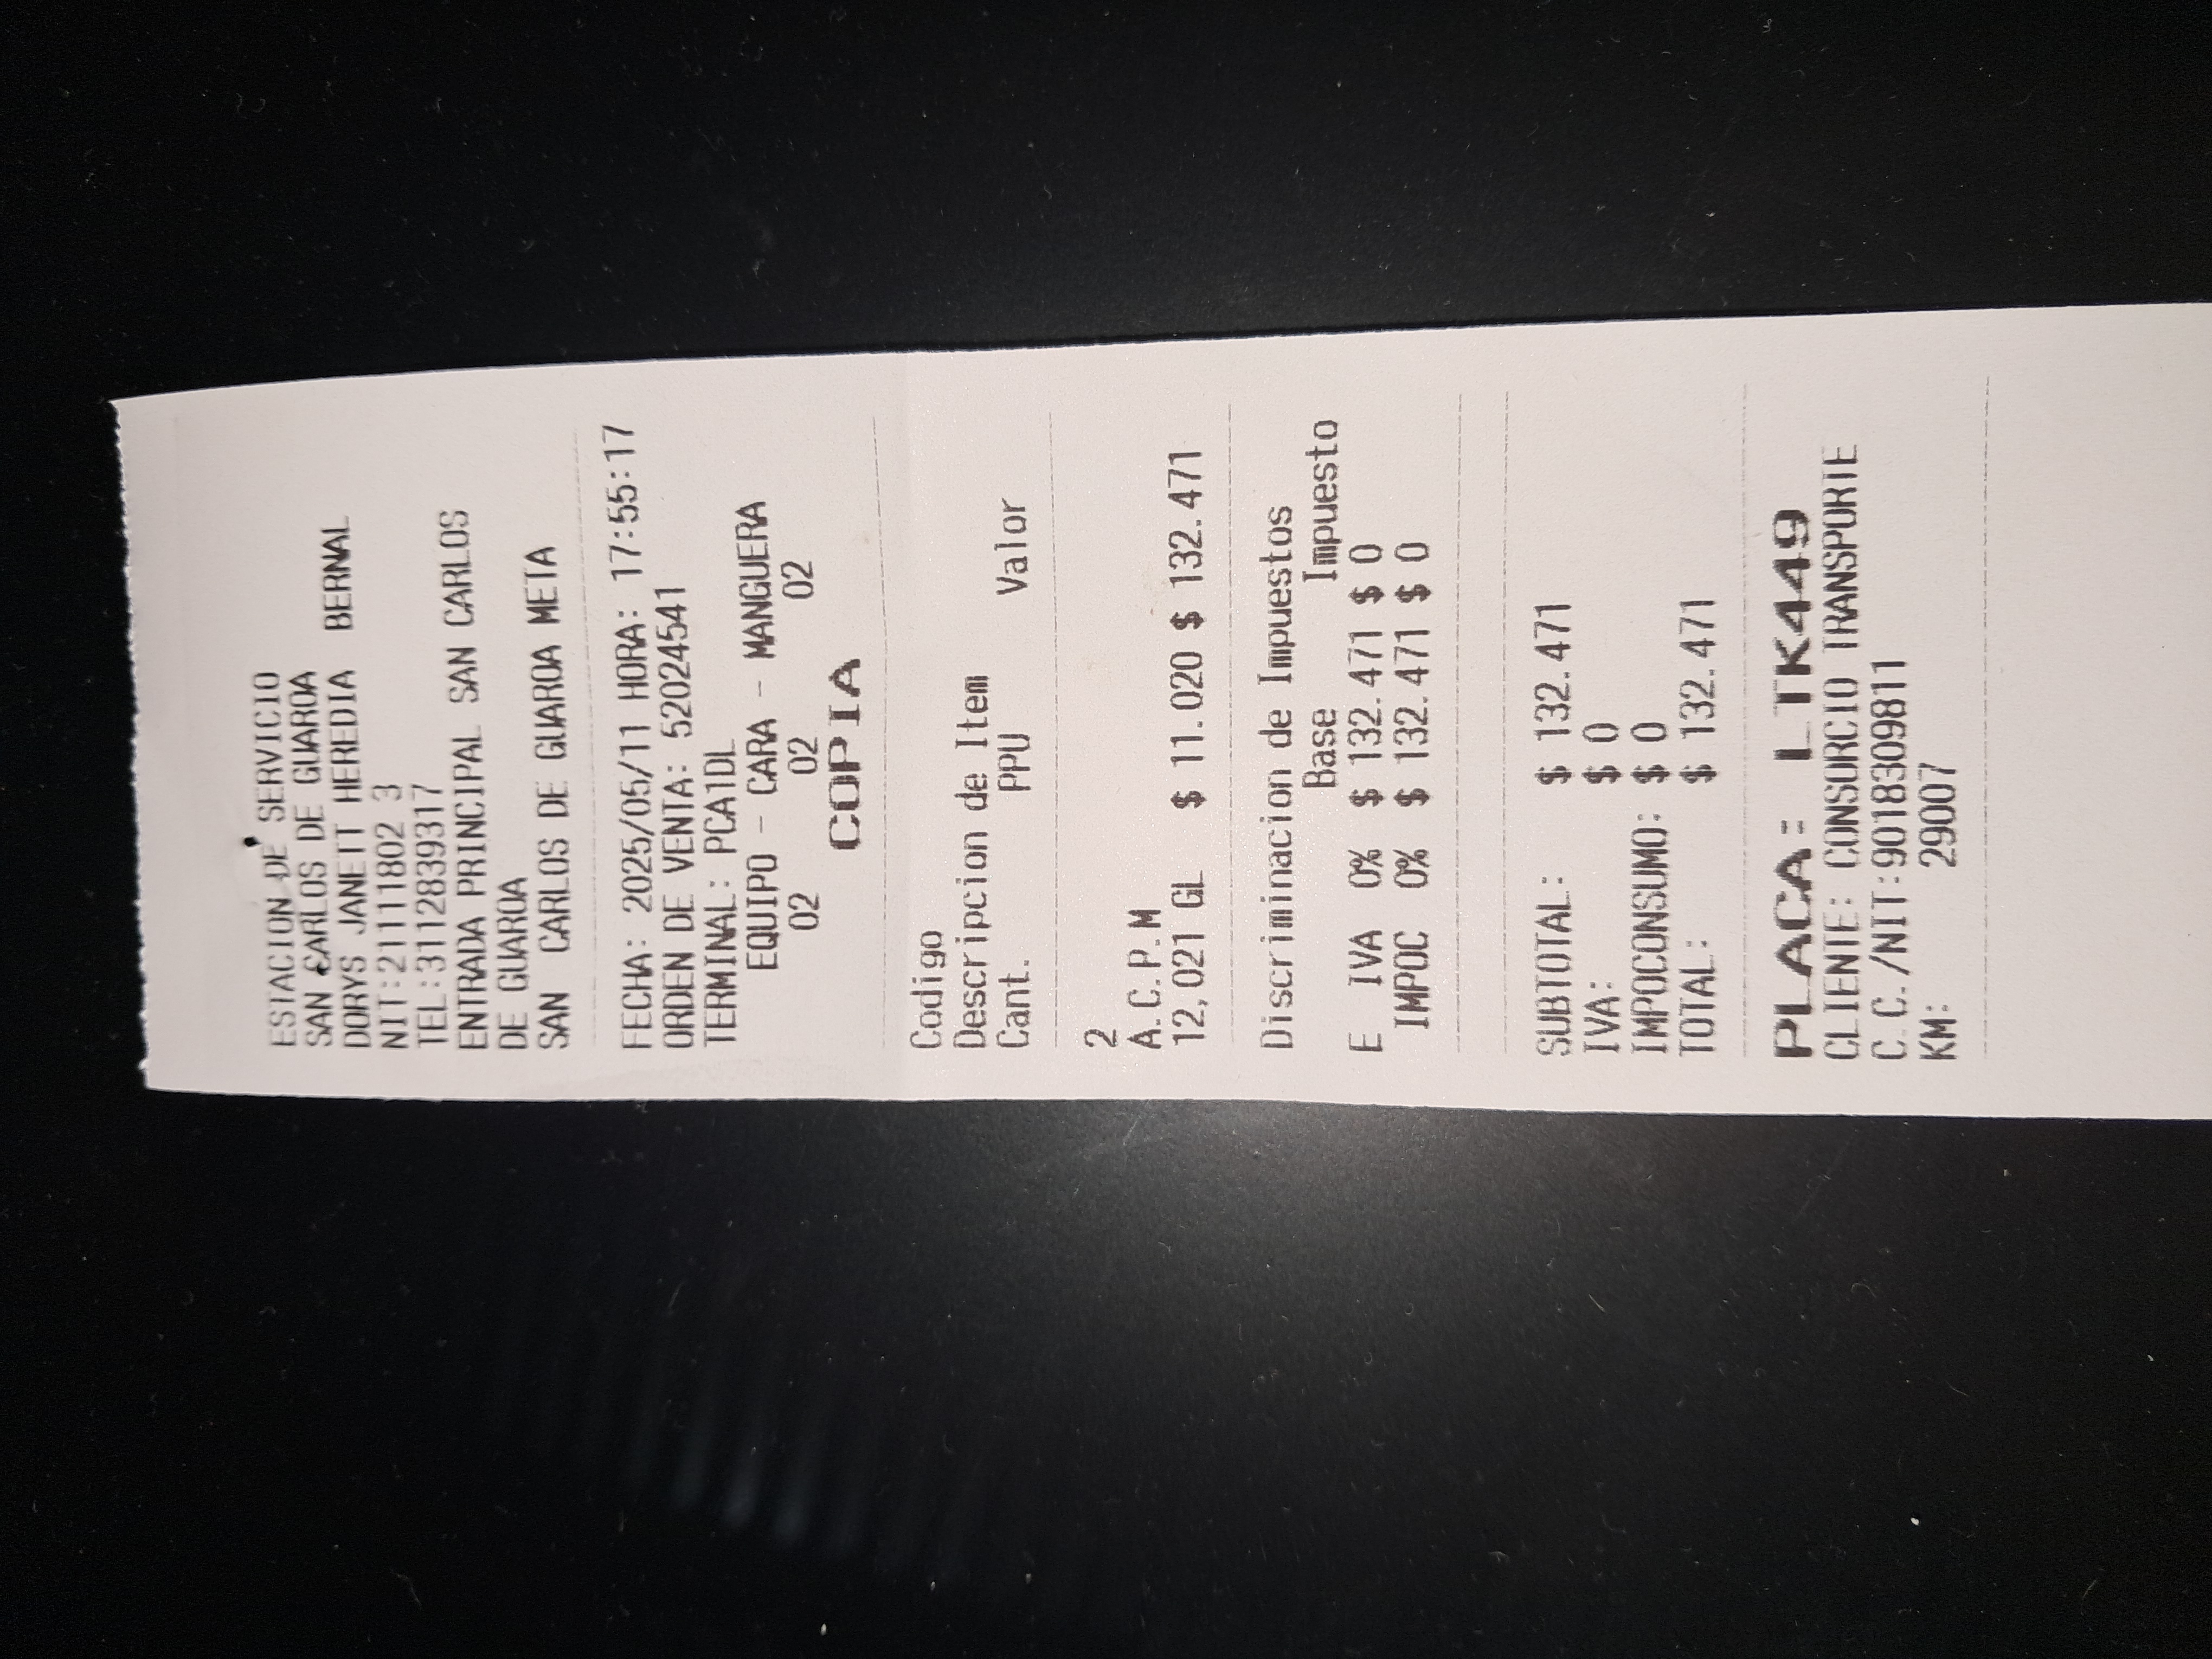 ESTACION DE SERVICIO
SAN CARLOS DE GUAROA
DORYS JANETT HEREDIA BERNAL
NIT:21111802 3
TEL:3112839317
ENTRADA PRINCIPAL SAN CARLOS
DE GUAROA
SAN CARLOS DE GUAROA META
FECHA: 2025/05/11 HORA: 17:55:17
ORDEN DE VENTA: 52024541
TERMINAL: PCA1DL
EQUIPO - CARA - MANGUERA
02 02 02
COPIA
Codigo
Descripcion de Item
Cant. PPU Valor
2
A.C.P.M
12,021 GL $ 11.020 $ 132.471
Discriminacion de Impuestos
Base Impuesto
E IVA 0% $ 132.471 $ 0
IMPOC 0% $ 132.471 $ 0
SUBTOTAL: $ 132.471
IVA: $ 0
IMPOCONSUMO: $ 0
TOTAL: $ 132.471
PLACA: LTK449
CLIENTE: CONSORCIO TRANSPORTE
C.C./NIT:9018309811
KM: 29007